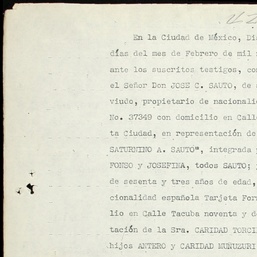 En la Ciudad de México, Di
días del mes de Febrero de mil
ante los suscritos testigos, co
el Señor Don JOSE C. SAUTO, de
viudo, propietario de nacionali
No. 37349 con domicilio en Call
ta Ciudad, en representación de
SATURNINO A. SAUTO", integrada
FONSO y JOSEFINA, todos SAUTO;
de sesenta y tres años de edad,
cionalidad española Tarjeta For
lio en Calle Tacuba noventa y d
tación de la Sra. CARIDAD TORCI
hijos ANTERO y CARIDAD MUÑUZURI